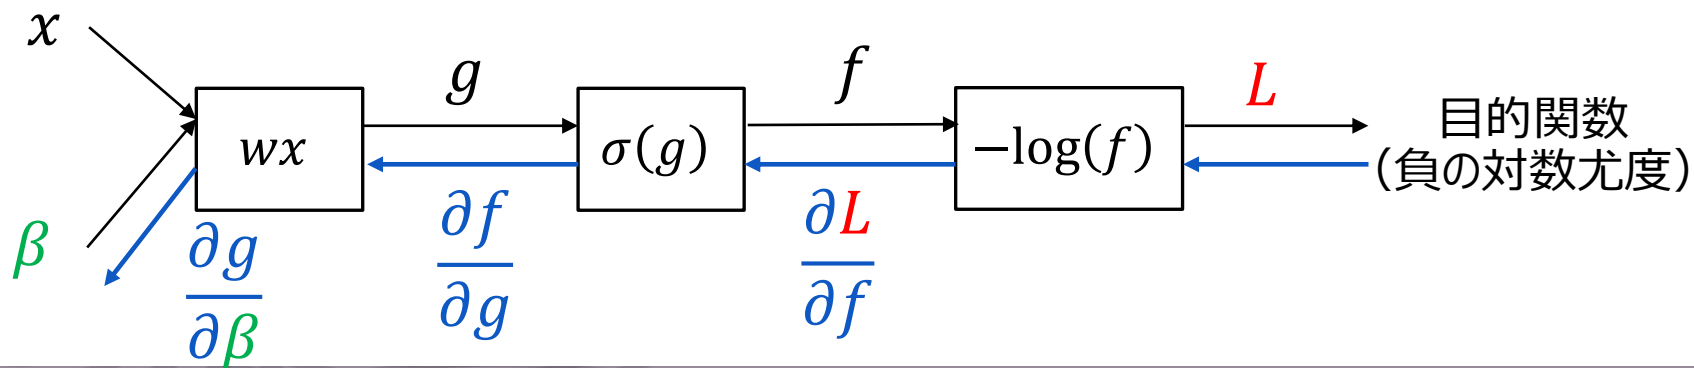 x
g
f
L
wx
σ(g)
−log(f)
目的関数
(負の対数尤度)
β
∂g
∂β
∂f
∂g
∂L
∂f